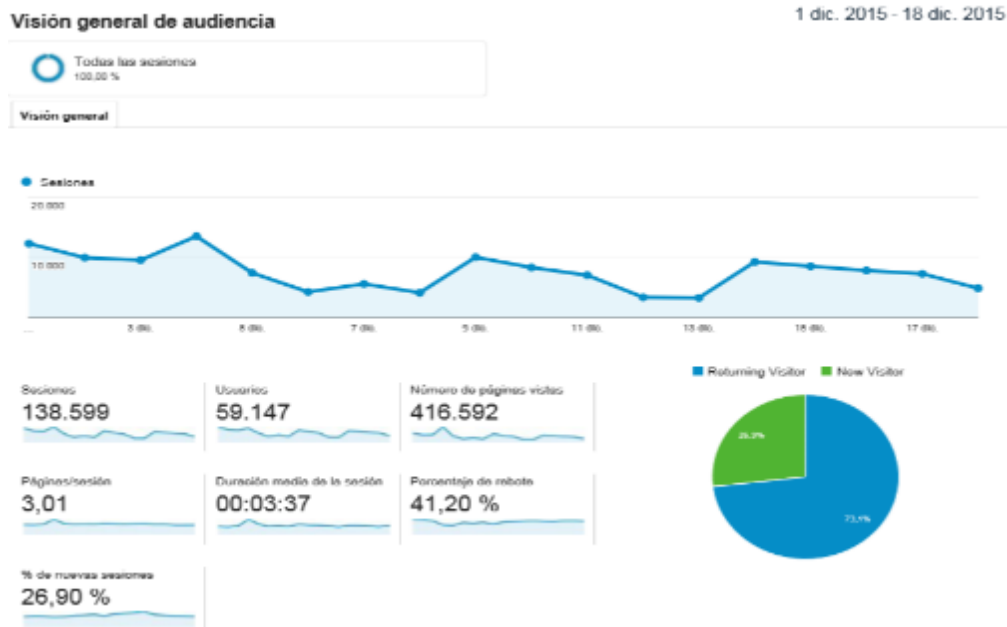 Visión general de audiencia
1 dic. 2015 - 18 dic. 2015
Todas las sesiones
100,00 %
Visión general
Sesiones
20.000
10.000
...
3 dic.
5 dic.
7 dic.
9 dic.
11 dic.
13 dic.
15 dic.
17 dic.
Sesiones
138.599
Usuarios
59.147
Número de páginas vistas
416.592
Returning Visitor
New Visitor
Páginas/sesión
3,01
Duración media de la sesión
00:03:37
Porcentaje de rebote
41,20 %
% de nuevas sesiones
26,90 %